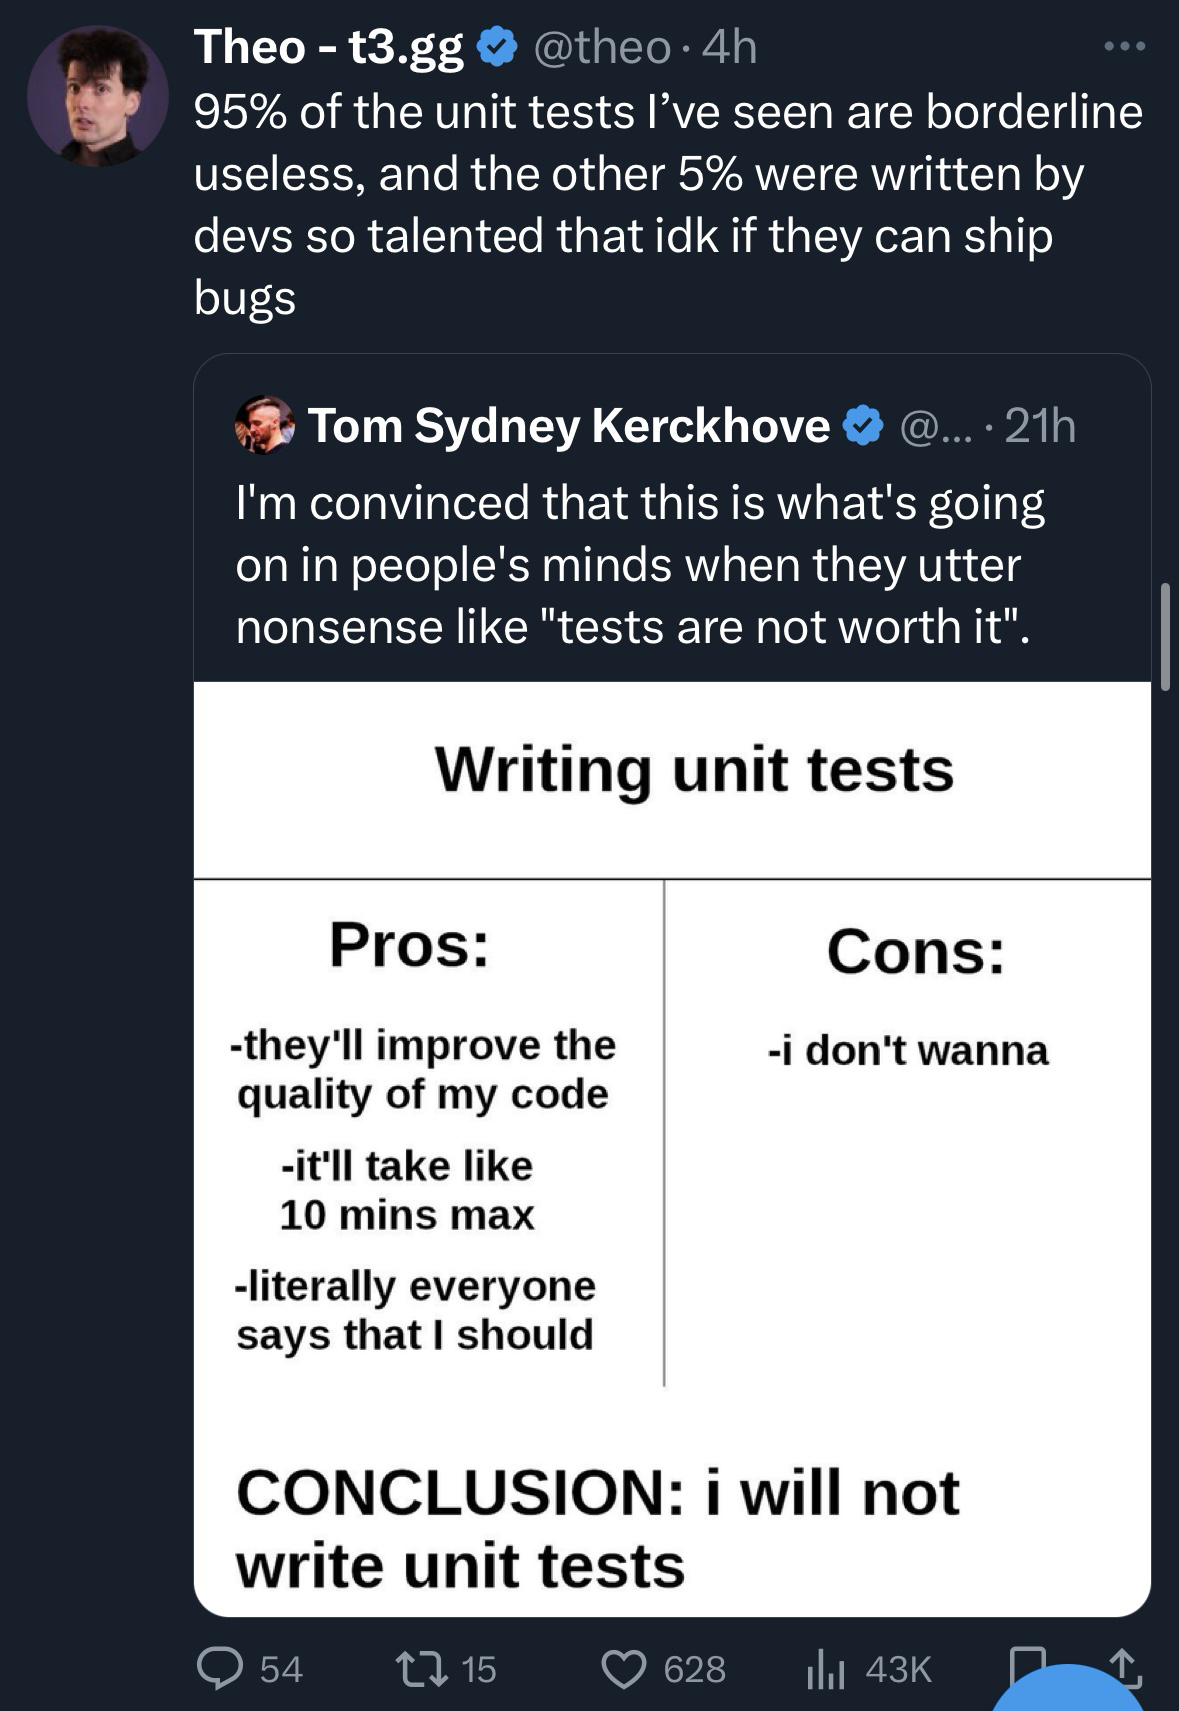 Theo - t3.gg @theo · 4h
95% of the unit tests I’ve seen are borderline
useless, and the other 5% were written by
devs so talented that idk if they can ship
bugs
Tom Sydney Kerckhove @... · 21h
I'm convinced that this is what's going
on in people's minds when they utter
nonsense like "tests are not worth it".
Writing unit tests
Pros:
-they'll improve the
quality of my code
-it'll take like
10 mins max
-literally everyone
says that I should
Cons:
-i don't wanna
CONCLUSION: i will not
write unit tests
54 15 628 43K